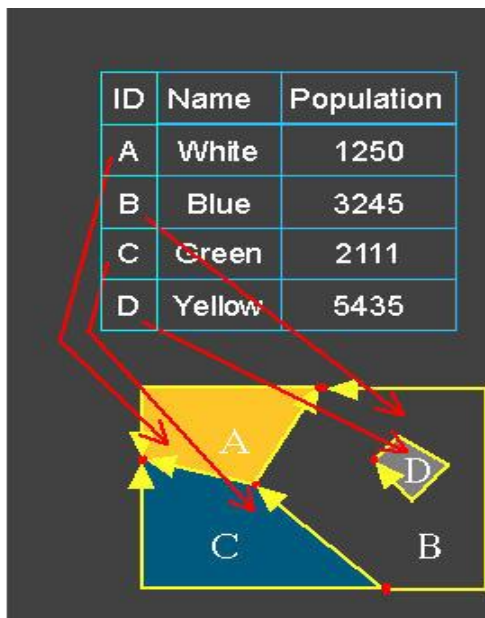 ID Name Population
A White 1250
B Blue 3245
C Green 2111
D Yellow 5435
A
D
C
B